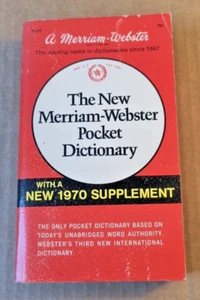 a Merriam-Webster
The leading name in dictionaries since 1847
The New
Merriam-Webster
Pocket
Dictionary
WITH A
NEW 1970 SUPPLEMENT
THE ONLY POCKET DICTIONARY BASED ON
TODAY'S UNABRIDGED WORD AUTHORITY,
WEBSTER'S THIRD NEW INTERNATIONAL
DICTIONARY.